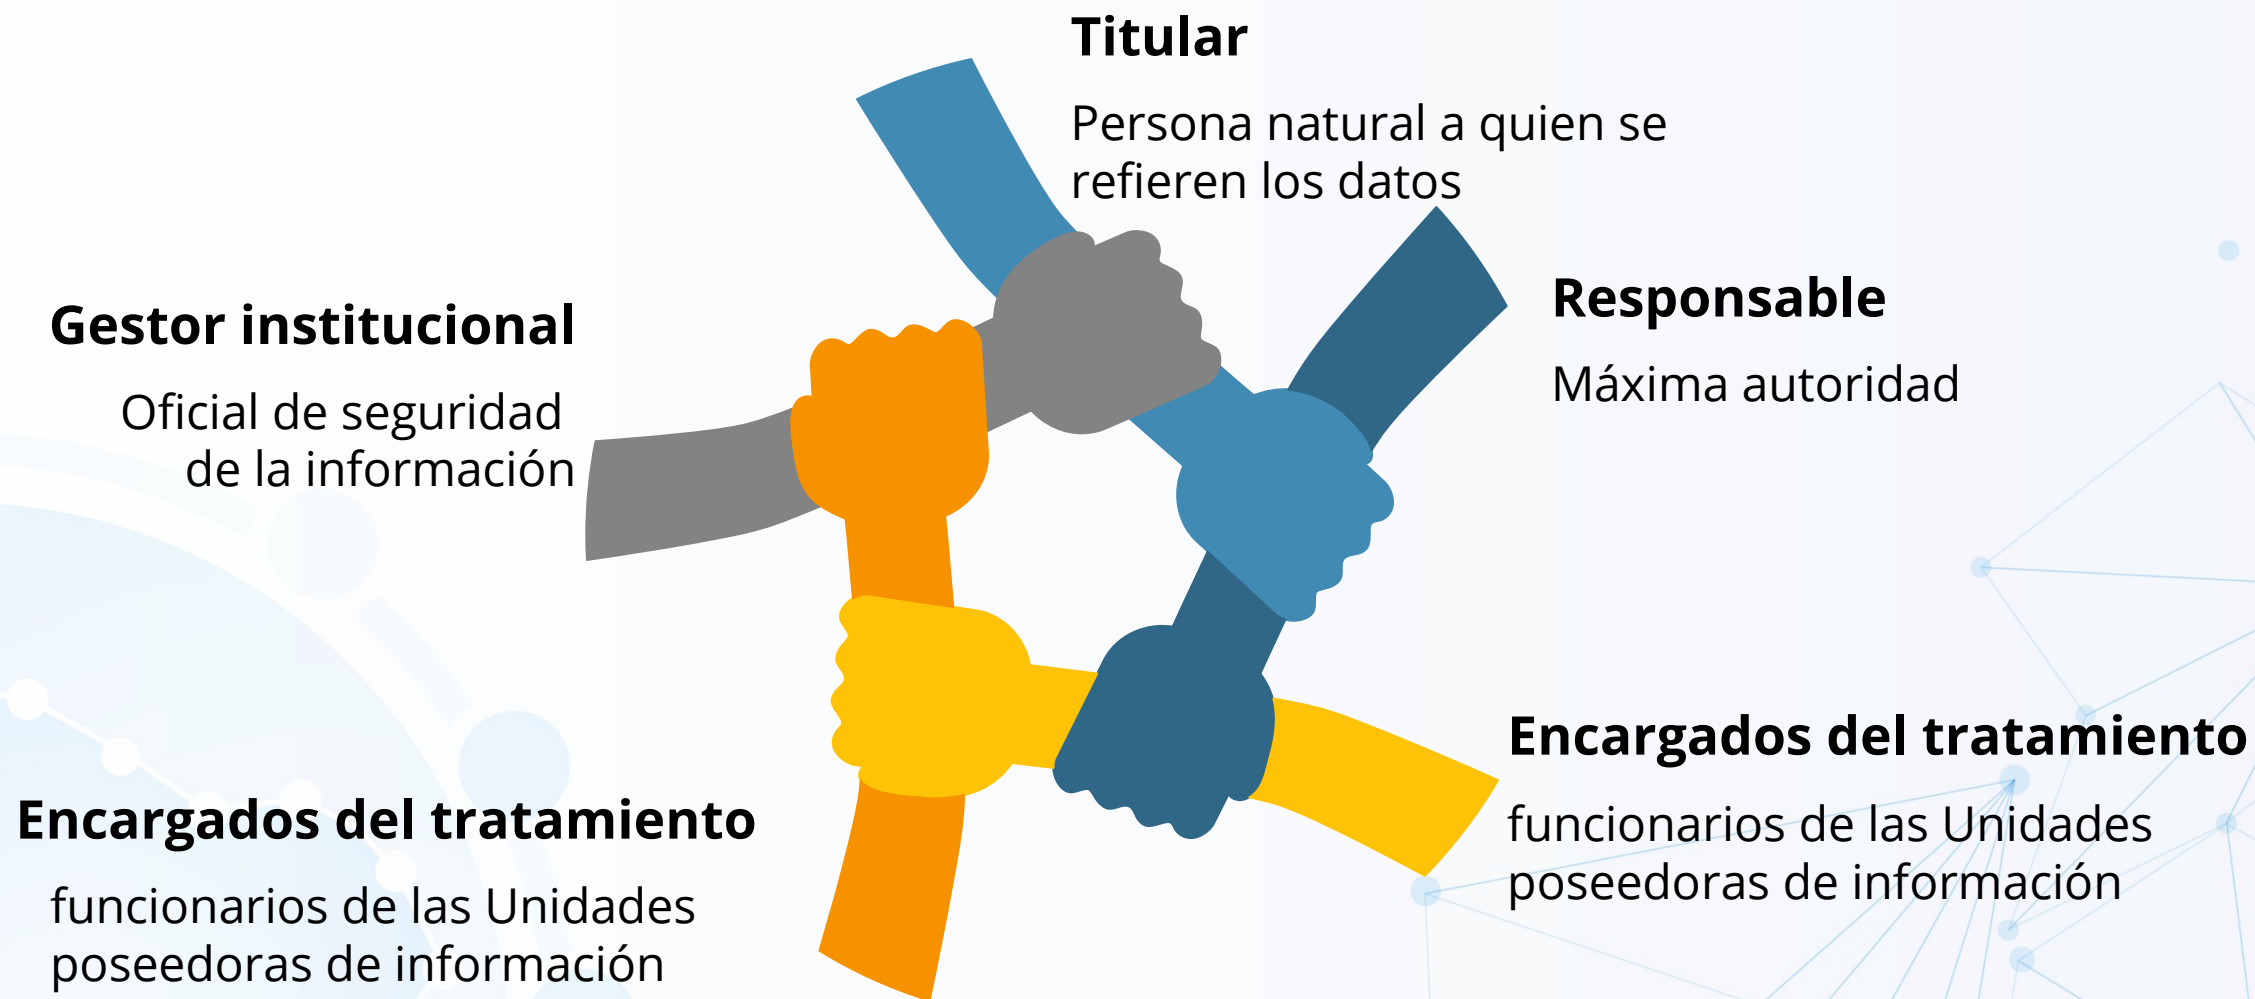 Titular
Persona natural a quien se
refieren los datos
Responsable
Máxima autoridad
Gestor institucional
Oficial de seguridad
de la información
Encargados del tratamiento
funcionarios de las Unidades
poseedoras de información
Encargados del tratamiento
funcionarios de las Unidades
poseedoras de información